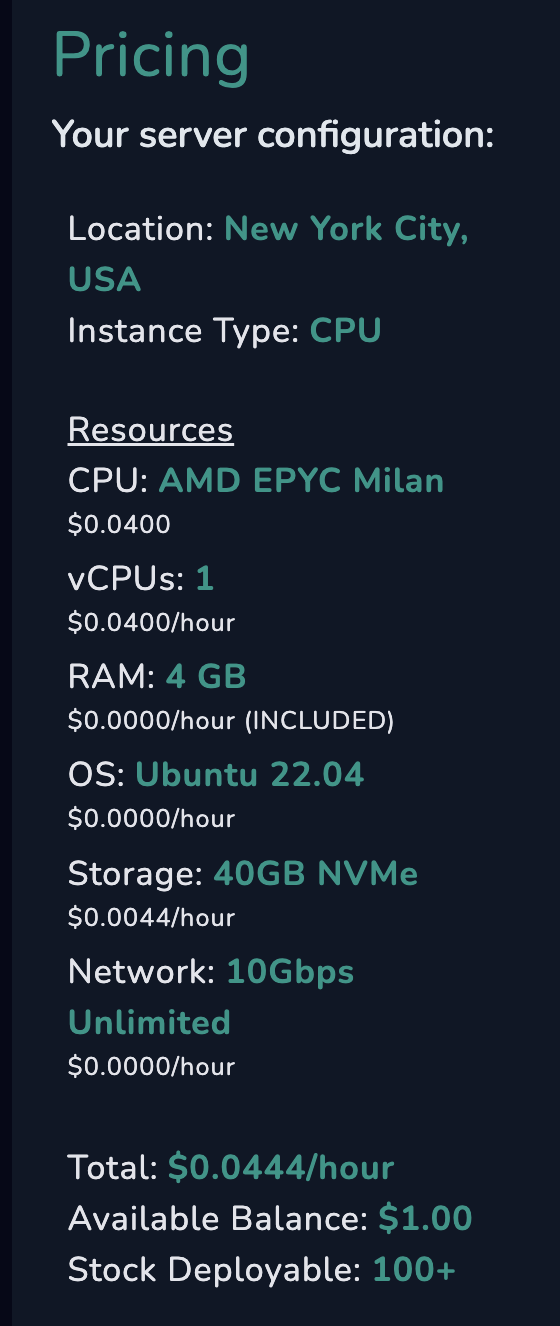 Pricing
Your server configuration:
Location: New York City,
USA
Instance Type: CPU
Resources
CPU: AMD EPYC Milan
$0.0400
vCPUs: 1
$0.0400/hour
RAM: 4 GB
$0.0000/hour (INCLUDED)
OS: Ubuntu 22.04
$0.0000/hour
Storage: 40GB NVMe
$0.0044/hour
Network: 10Gbps
Unlimited
$0.0000/hour
Total: $0.0444/hour
Available Balance: $1.00
Stock Deployable: 100+